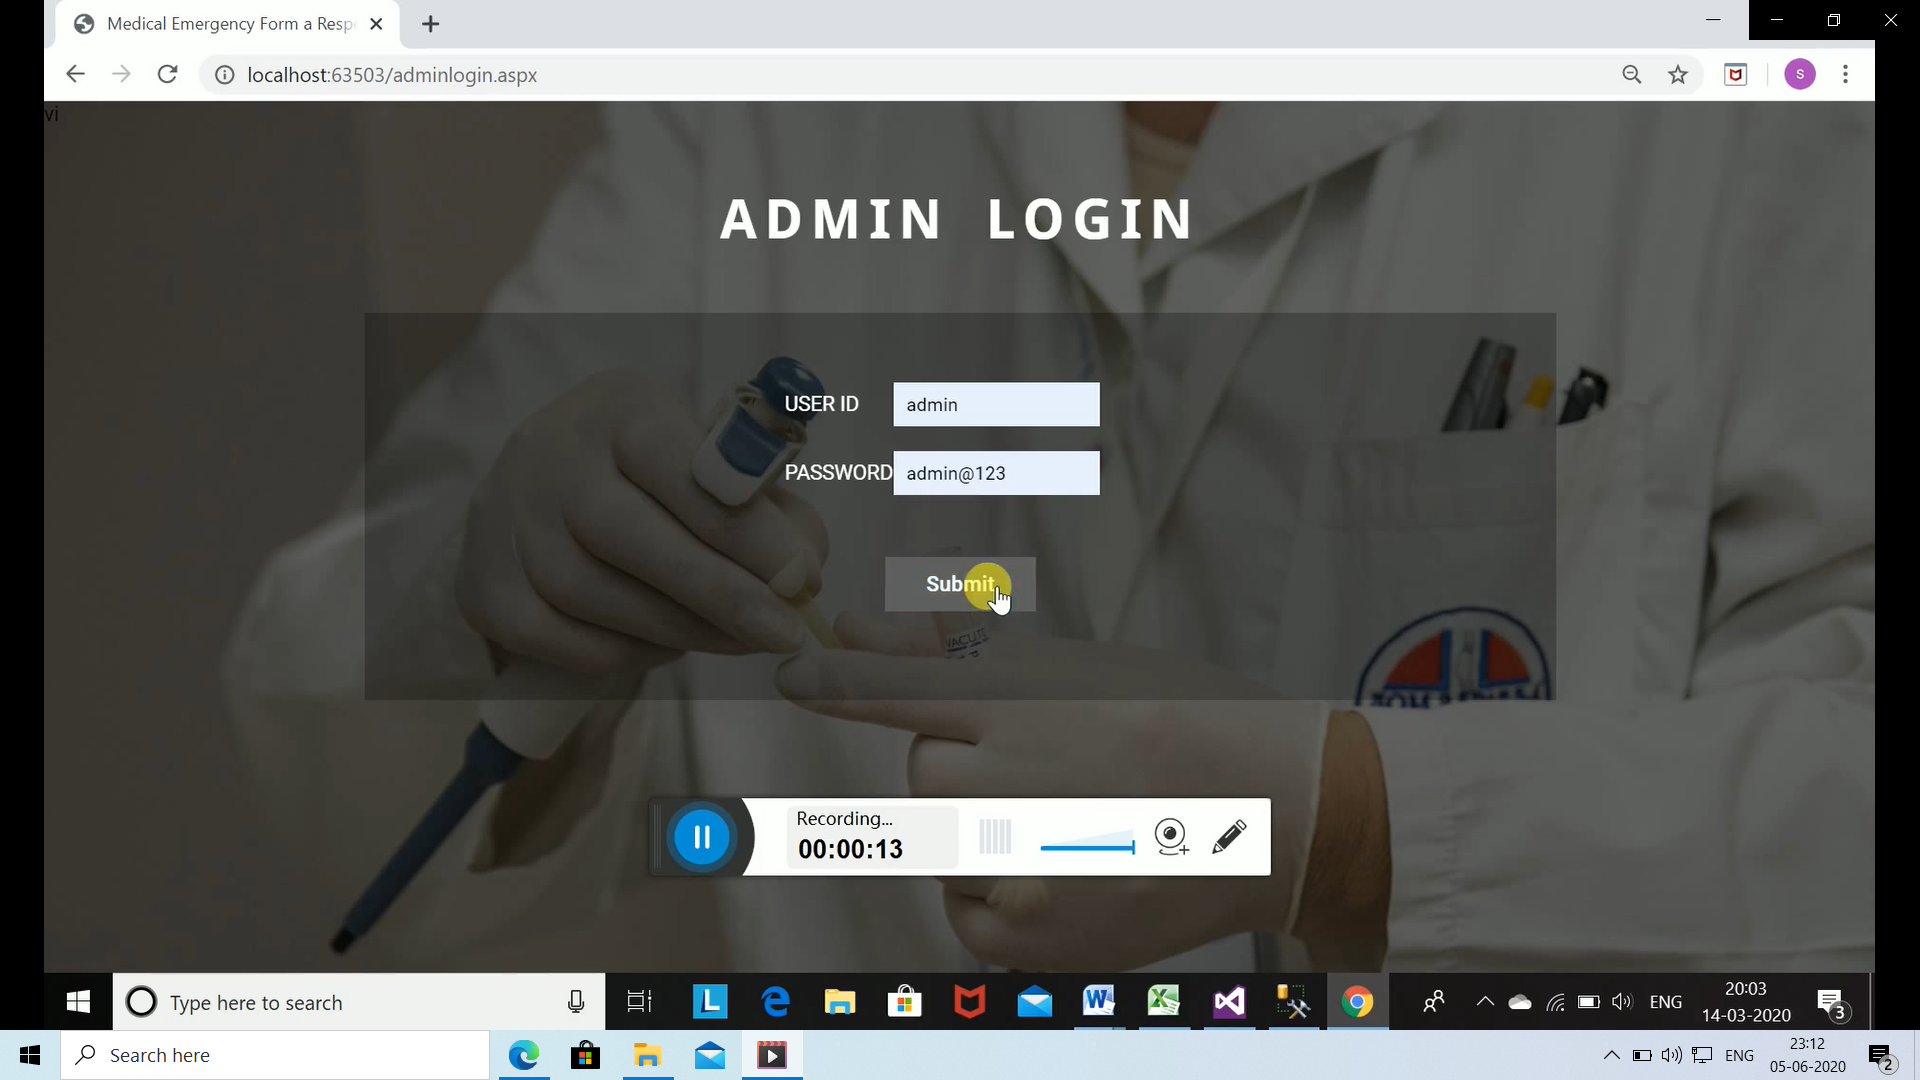 Medical Emergency Form a Resp
localhost:63503/adminlogin.aspx
S
vi
ADMIN LOGIN
USER ID admin
PASSWORD admin@123
Submit
Recording...
00:00:13
Type here to search
L
ENG
20:03
14-03-2020
3
Search here
ENG
23:12
05-06-2020
2